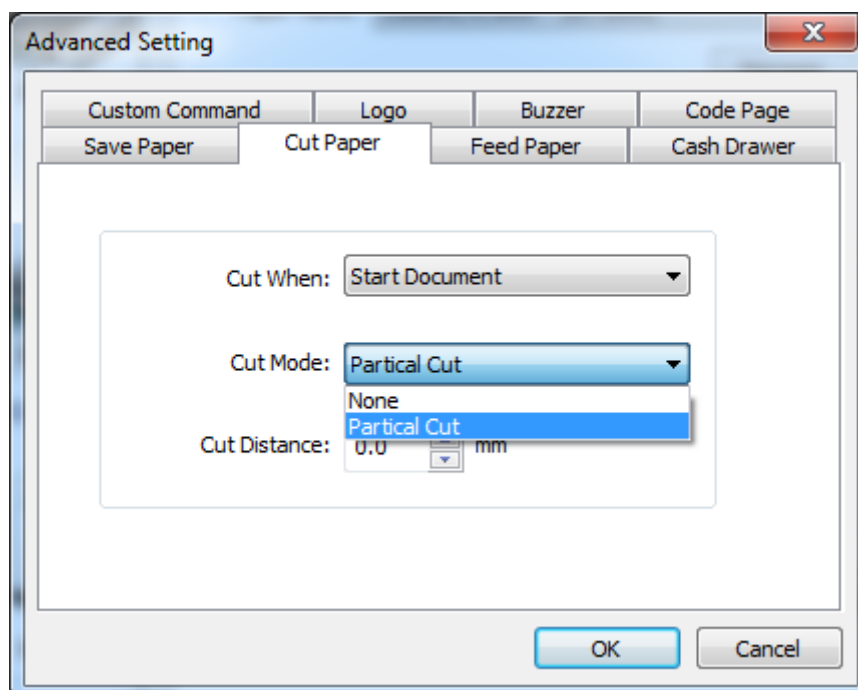 Advanced Setting
Custom Command Logo Buzzer Code Page
Save Paper Cut Paper Feed Paper Cash Drawer
Cut When: Start Document
Cut Mode: Partical Cut
None
Partical Cut
Cut Distance: 0.0 mm
OK Cancel